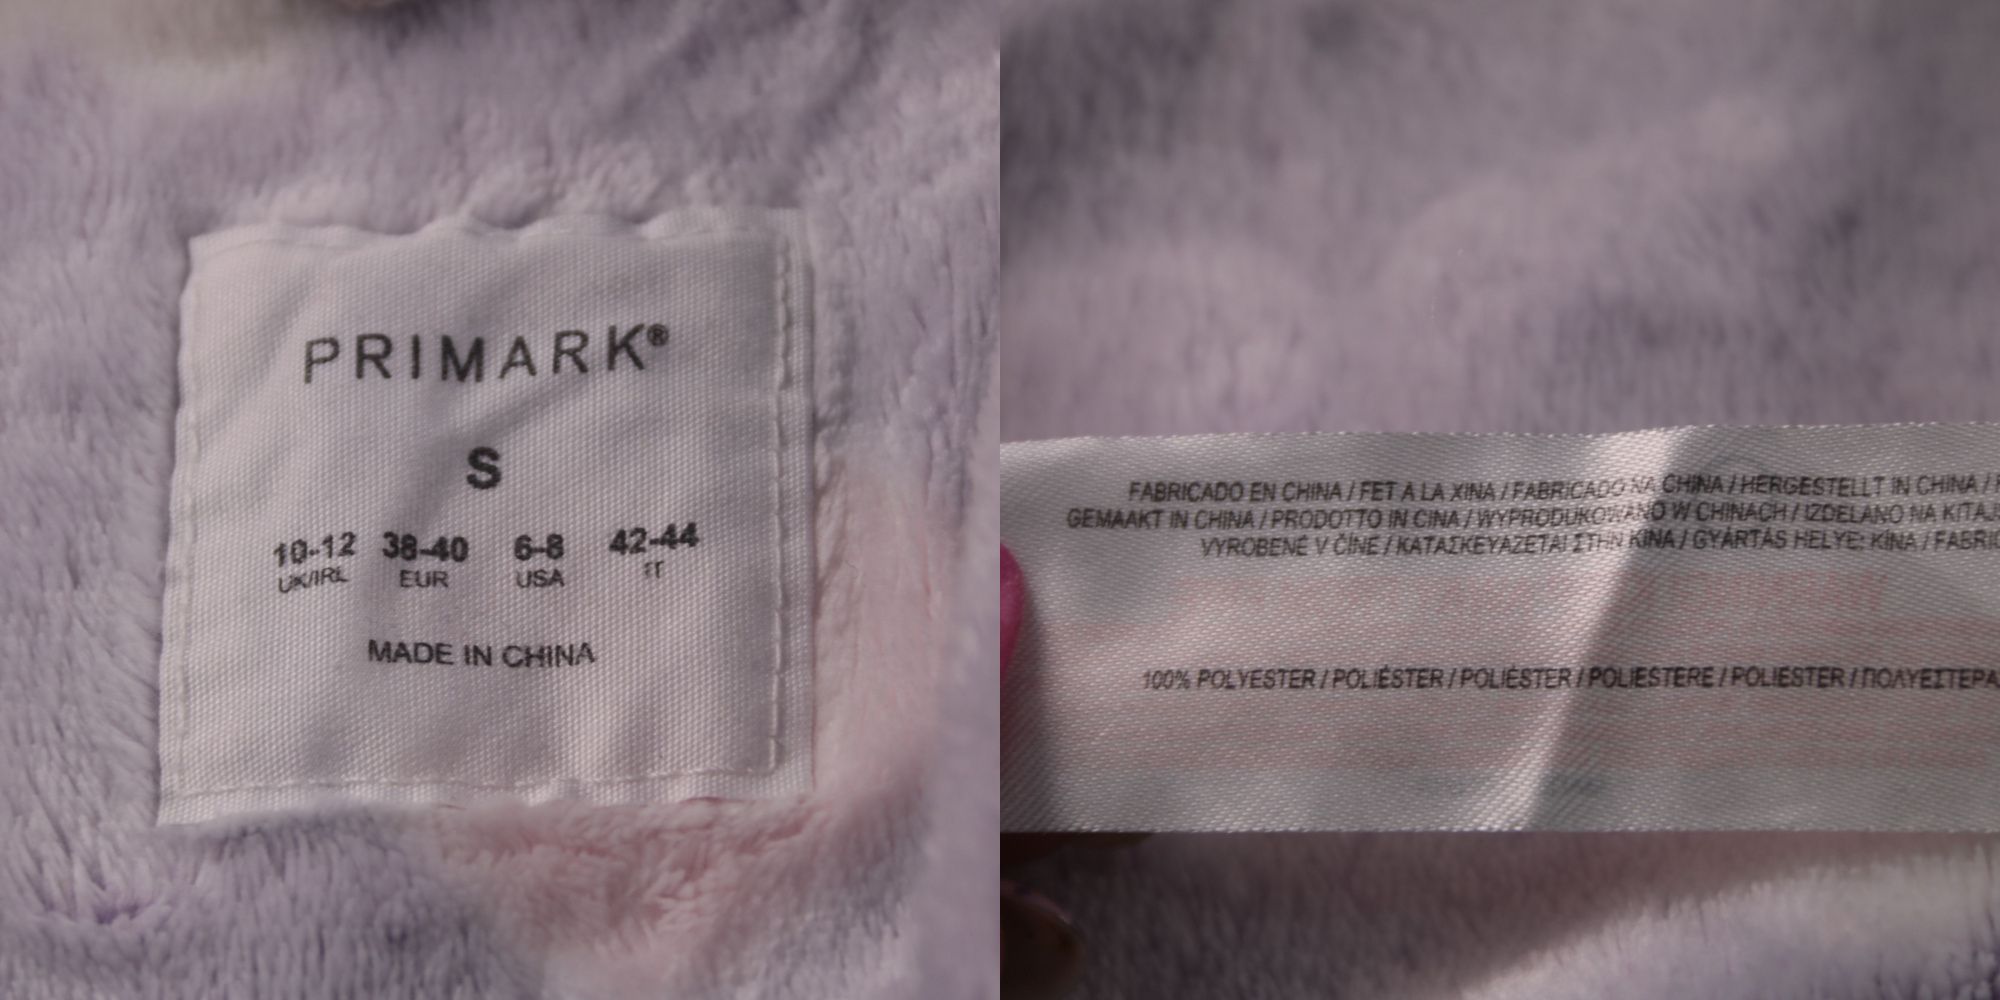 PRIMARK®
S
10-12 38-40 6-8 42-44
UK/IRL EUR USA IT
MADE IN CHINA
FABRICADO EN CHINA / FET A LA XINA / FABRICADO NA CHINA / HERGESTELLT IN CHINA /
GEMAAKT IN CHINA / PRODOTTO IN CINA / WYPRODUKOWANO W CHINACH / IZDELANO NA
VYROBENÉ V ČÍNE / ΚΑΤΑΣΚΕΥΑΖΕΤΑΙ ΣΤΗΝ ΚΙΝΑ / GYÁRTÁS HELYE: KÍNA /
100% POLYESTER / POLIÉSTER / POLIÈSTER / POLIESTERE / POLIESTER /